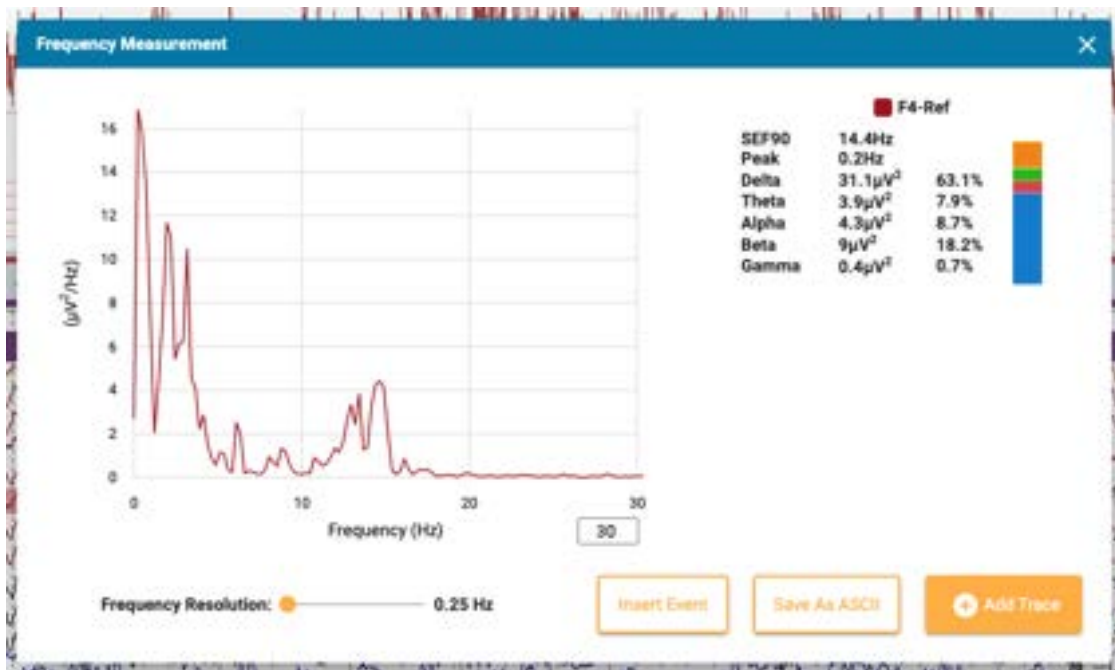 Frequency Measurement
16
14
12
10
8
6
4
2
0
(µV²/Hz)
0 10 20 30
Frequency (Hz)
30
F4-Ref
SEF90 14.4Hz
Peak 0.2Hz
Delta 31.1µV² 63.1%
Theta 3.9µV² 7.9%
Alpha 4.3µV² 8.7%
Beta 9µV² 18.2%
Gamma 0.4µV² 0.7%
Frequency Resolution: 0.25 Hz
Insert Event
Save As ASCII
Add Trace